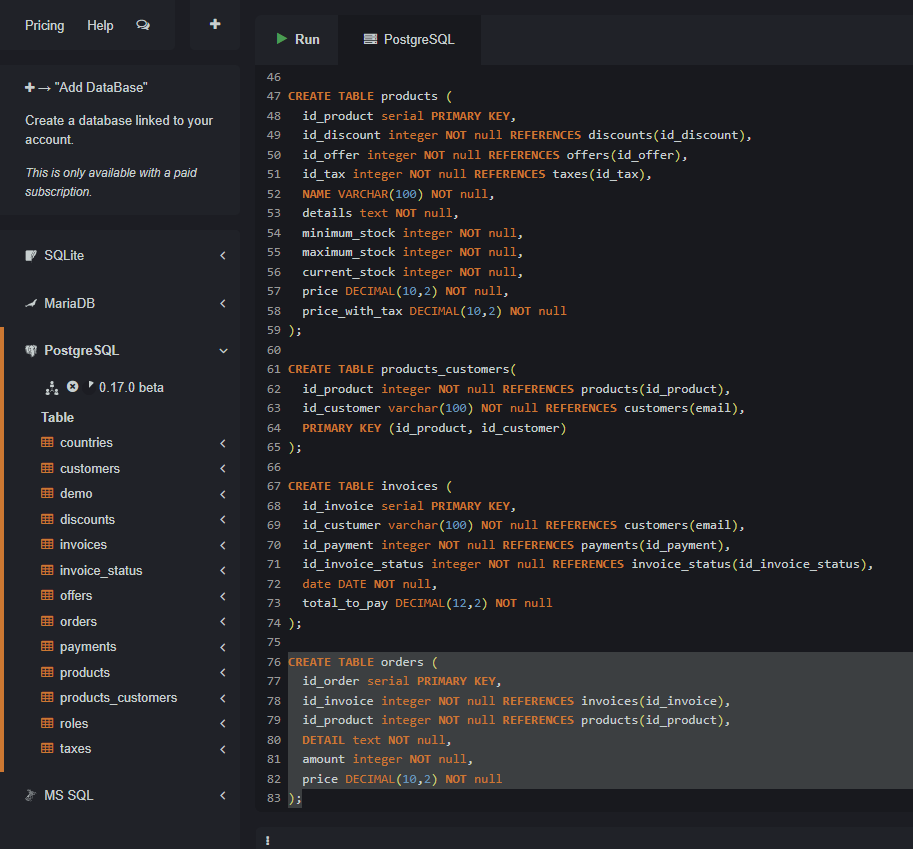 Pricing
Help
+ → "Add DataBase"
Create a database linked to your
account.
This is only available with a paid
subscription.
SQLite
MariaDB
PostgreSQL
0.17.0 beta
Table
countries
customers
demo
discounts
invoices
invoice_status
offers
orders
payments
products
products_customers
roles
taxes
MS SQL
Run
PostgreSQL
46
47 CREATE TABLE products (
48 id_product serial PRIMARY KEY,
49 id_discount integer NOT null REFERENCES discounts(id_discount),
50 id_offer integer NOT null REFERENCES offers(id_offer),
51 id_tax integer NOT null REFERENCES taxes(id_tax),
52 NAME VARCHAR(100) NOT null,
53 details text NOT null,
54 minimum_stock integer NOT null,
55 maximum_stock integer NOT null,
56 current_stock integer NOT null,
57 price DECIMAL(10,2) NOT null,
58 price_with_tax DECIMAL(10,2) NOT null
59 );
60
61 CREATE TABLE products_customers(
62 id_product integer NOT null REFERENCES products(id_product),
63 id_customer varchar(100) NOT null REFERENCES customers(email),
64 PRIMARY KEY (id_product, id_customer)
65 );
66
67 CREATE TABLE invoices (
68 id_invoice serial PRIMARY KEY,
69 id_custumer varchar(100) NOT null REFERENCES customers(email),
70 id_payment integer NOT null REFERENCES payments(id_payment),
71 id_invoice_status integer NOT null REFERENCES invoice_status(id_invoice_status),
72 date DATE NOT null,
73 total_to_pay DECIMAL(12,2) NOT null
74 );
75
76 CREATE TABLE orders (
77 id_order serial PRIMARY KEY,
78 id_invoice integer NOT null REFERENCES invoices(id_invoice),
79 id_product integer NOT null REFERENCES products(id_product),
80 DETAIL text NOT null,
81 amount integer NOT null,
82 price DECIMAL(10,2) NOT null
83 );